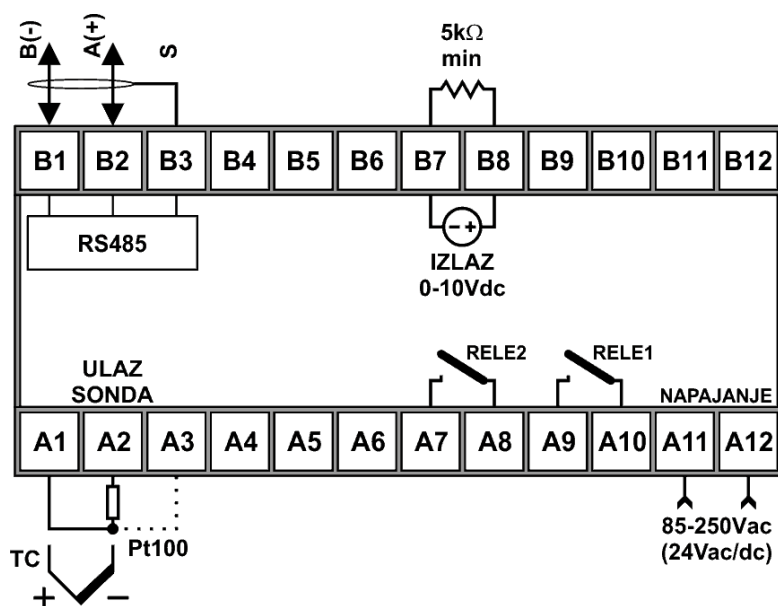 B(-) A(+) S
5kΩ
min
B1 B2 B3 B4 B5 B6 B7 B8 B9 B10 B11 B12
RS485
- +
IZLAZ
0-10Vdc
RELE2 RELE1
ULAZ
SONDA
NAPAJANJE
A1 A2 A3 A4 A5 A6 A7 A8 A9 A10 A11 A12
Pt100
TC
+ -
85-250Vac
(24Vac/dc)